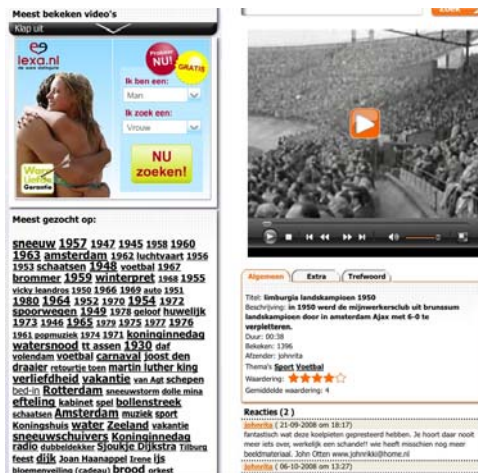 Meest bekeken video's
Klap uit
lexa.nl
Probeer
NU!
GRATIS
Ik ben een:
Man
Ik zoek een:
Vrouw
NU
zoeken!
Garantie
Meest gezocht op:
sneeuw 1957 1947 1945 1958 1960
1963 amsterdam 1962 luchtvaart 1956
1953 schaatsen 1948 voetbal 1967
brommer 1959 winterpret 1968 1955
vicky leandros 1950 1966 1969 auto 1951
1980 1964 1952 1970 1954 1972
spoorwegen 1949 1978 geloof huwelijk
1973 1946 1965 1979 1975 1977 1976
1961 popmuziek 1974 1971 koninginnedag
watersnood tt assen 1930 daf
volendam voetbal carnaval joost den
draaier retourtje toen martin luther king
verliefdheid vakantie van Agt schepen
bed-in Rotterdam sneeuwstorm dolle mina
eftelling kabinet spel bollenstreek
schaatsen Amsterdam muziek sport
Koningshuis water Zeeland vakantie
sneeuwschuivers Koninginnedag
radio dubbeldekker Sjoukje Dijkstra Tilburg
feest dijk Joan Haanappel Irene ijs
bloemenveiling (cadeau) brood orkest
zoek
Algemeen Extra Trefwoord
Titel: limburgia landskampioen 1950
Beschrijving: in 1950 werd de mijnwerkersclub uit brunssum
landskampioen door in amsterdam Ajax met 6-0 te
verpletteren.
Duur: 00:38
Bekeken: 1396
Afzender: johnrita
Thema's Sport Voetbal
Waardering:
Gemiddelde waardering: 4
Reacties (2 )
johnrita ( 21-09-2008 om 18:17)
fantastisch wat deze koelpieten gepresteerd hebben. Je hoort daar nooit
meer iets over, werkelijk een schande!! wie heeft misschien nog meer
beeldmateriaal. John Otten www.johnrikki@home.nl
johnrita ( 06-10-2008 om 13:27)